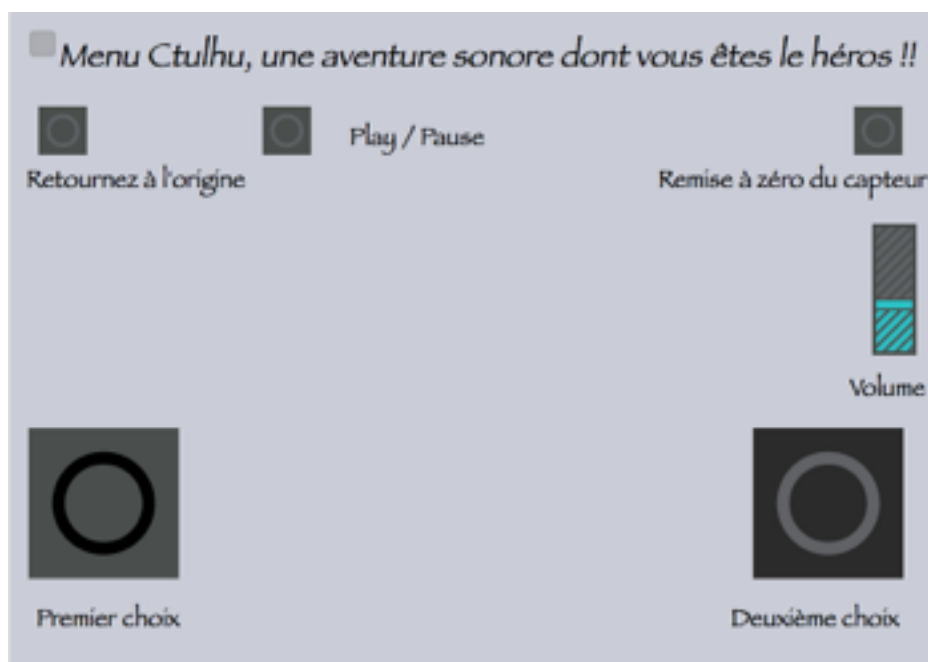 Menu Ctulhu, une aventure sonore dont vous êtes le héros !!
Play / Pause
Retournez à l'origine
Remise à zéro du capteur
Volume
Premier choix
Deuxième choix